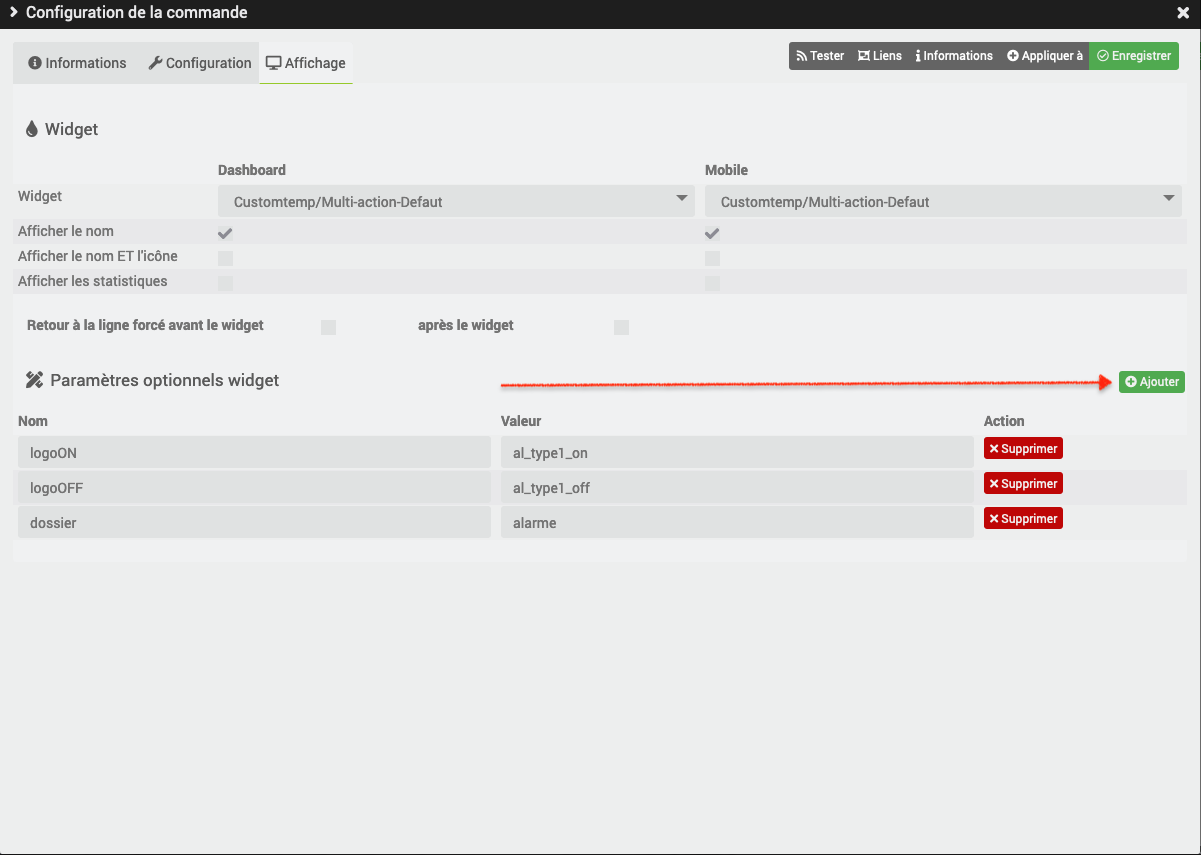 Configuration de la commande
Informations Configuration Affichage Tester Liens Informations Appliquer à Enregistrer
Widget
Dashboard Mobile
Widget Customtemp/Multi-action-Defaut Customtemp/Multi-action-Defaut
Afficher le nom
Afficher le nom ET l'icône
Afficher les statistiques
Retour à la ligne forcé avant le widget après le widget
Paramètres optionnels widget Ajouter
Nom Valeur Action
logoON al_type1_on Supprimer
logoOFF al_type1_off Supprimer
dossier alarme Supprimer